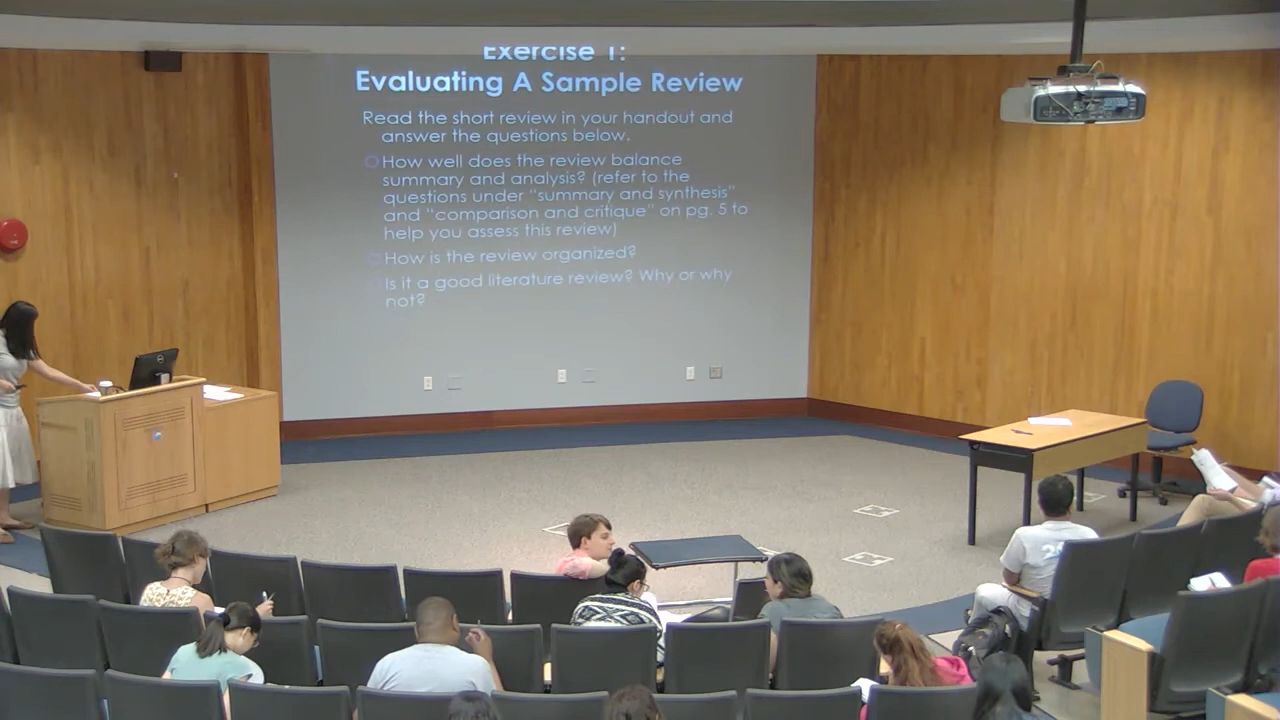 Exercise 1:
Evaluating A Sample Review
Read the short review in your handout and
answer the questions below.
How well does the review balance
summary and analysis? (refer to the
questions under “summary and synthesis”
and “comparison and critique” on pg. 5 to
help you assess this review)
How is the review organized?
Is it a good literature review? Why or why
not?